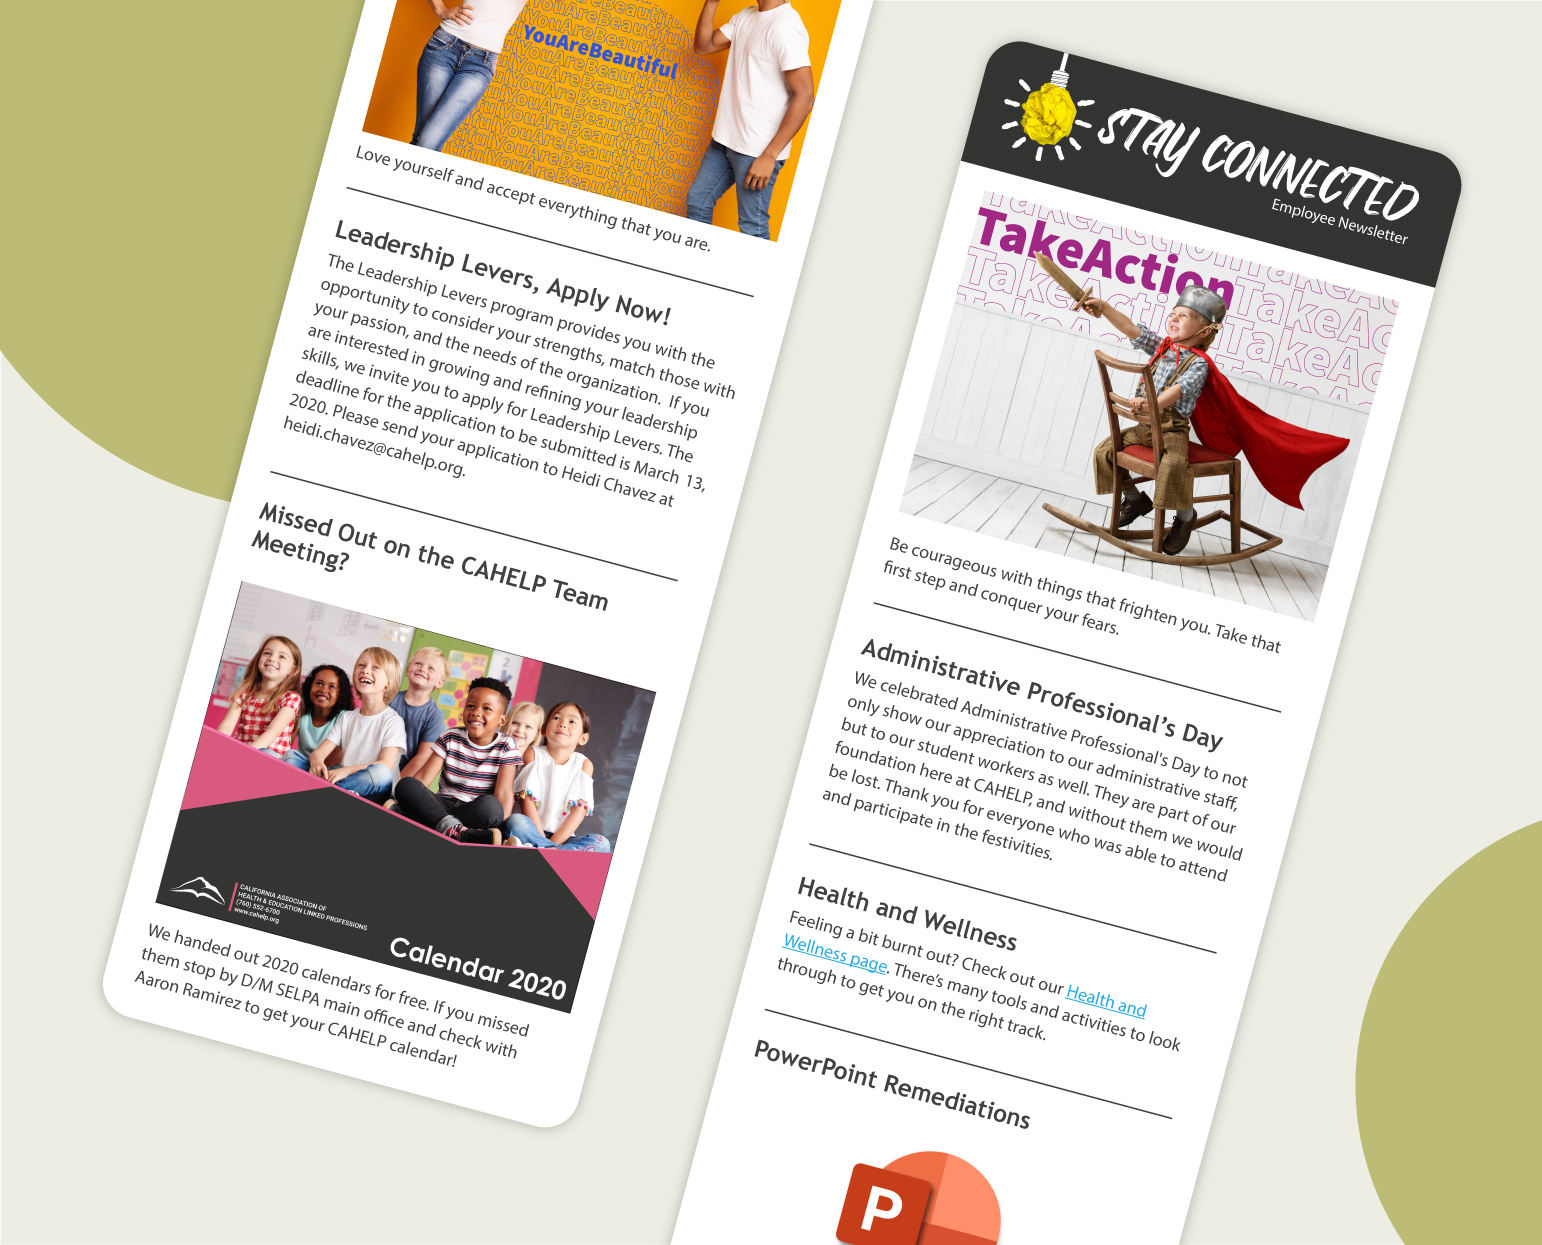 YouAreBeautiful
Love yourself and accept everything that you are.
Leadership Levers, Apply Now!
The Leadership Levers program provides you with the
opportunity to consider your strengths, match those with
your passion, and the needs of the organization. If you
are interested in growing and refining your leadership
skills, we invite you to apply for Leadership Levers. The
deadline for the application to be submitted is March 13,
2020. Please send your application to Heidi Chavez at
heidi.chavez@cahelp.org.
Missed Out on the CAHELP Team
Meeting?
CALIFORNIA ASSOCIATION OF
HEALTH & EDUCATION LINKED PROFESSIONS
(760) 552-6700
www.cahelp.org
Calendar 2020
We handed out 2020 calendars for free. If you missed
them stop by D/M SELPA main office and check with
Aaron Ramirez to get your CAHELP calendar!
STAY CONNECTED
Employee Newsletter
TakeAction
Be courageous with things that frighten you. Take that
first step and conquer your fears.
Administrative Professional's Day
We celebrated Administrative Professional's Day to not
only show our appreciation to our administrative staff,
but to our student workers as well. They are part of our
foundation here at CAHELP, and without them we would
be lost. Thank you for everyone who was able to attend
and participate in the festivities.
Health and Wellness
Feeling a bit burnt out? Check out our Health and
Wellness page. There's many tools and activities to look
through to get you on the right track.
PowerPoint Remediations
P